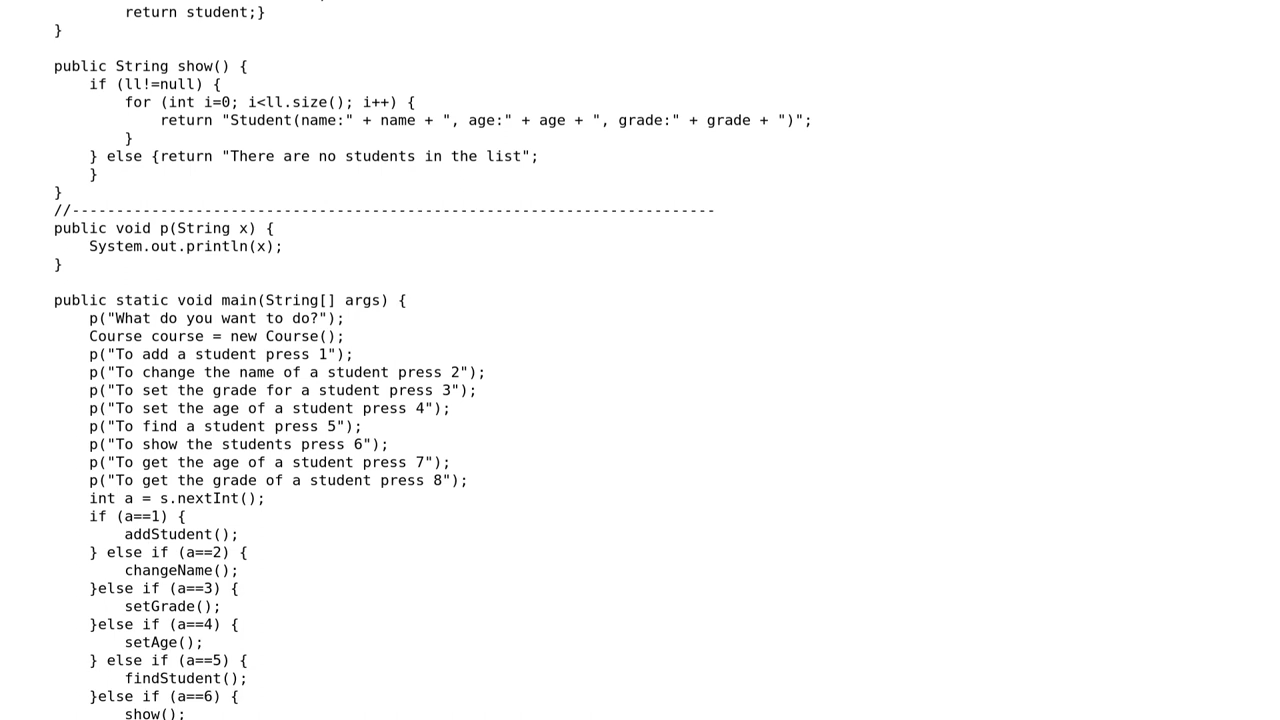 return student;}
}
public String show() {
if (ll!=null) {
for (int i=0; i<ll.size(); i++) {
return "Student(name:" + name + ", age:" + age + ", grade:" + grade + ")";
}
} else {return "There are no students in the list";
}
}
//-------------------------------------------------------------------------
public void p(String x) {
System.out.println(x);
}
public static void main(String[] args) {
p("What do you want to do?");
Course course = new Course();
p("To add a student press 1");
p("To change the name of a student press 2");
p("To set the grade for a student press 3");
p("To set the age of a student press 4");
p("To find a student press 5");
p("To show the students press 6");
p("To get the age of a student press 7");
p("To get the grade of a student press 8");
int a = s.nextInt();
if (a==1) {
addStudent();
} else if (a==2) {
changeName();
}else if (a==3) {
setGrade();
}else if (a==4) {
setAge();
} else if (a==5) {
findStudent();
}else if (a==6) {
show();